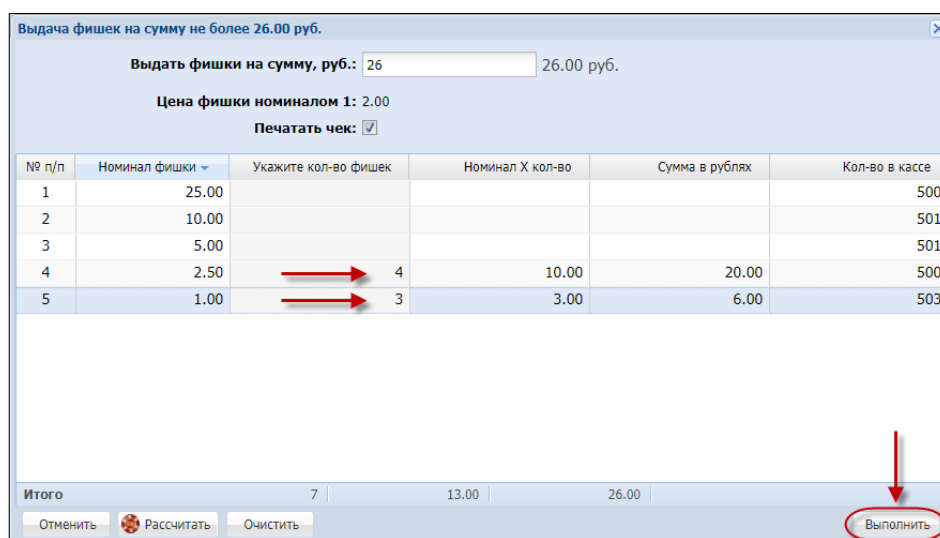 Выдача фишек на сумму не более 26.00 руб.
Выдать фишки на сумму, руб.: 26 26.00 руб.
Цена фишки номиналом 1: 2.00
Печатать чек:
№ п/п Номинал фишки Укажите кол-во фишек Номинал X кол-во Сумма в рублях Кол-во в кассе
1 25.00 500
2 10.00 501
3 5.00 501
4 2.50 4 10.00 20.00 500
5 1.00 3 3.00 6.00 503
Итого 7 13.00 26.00
Отменить Рассчитать Очистить Выполнить